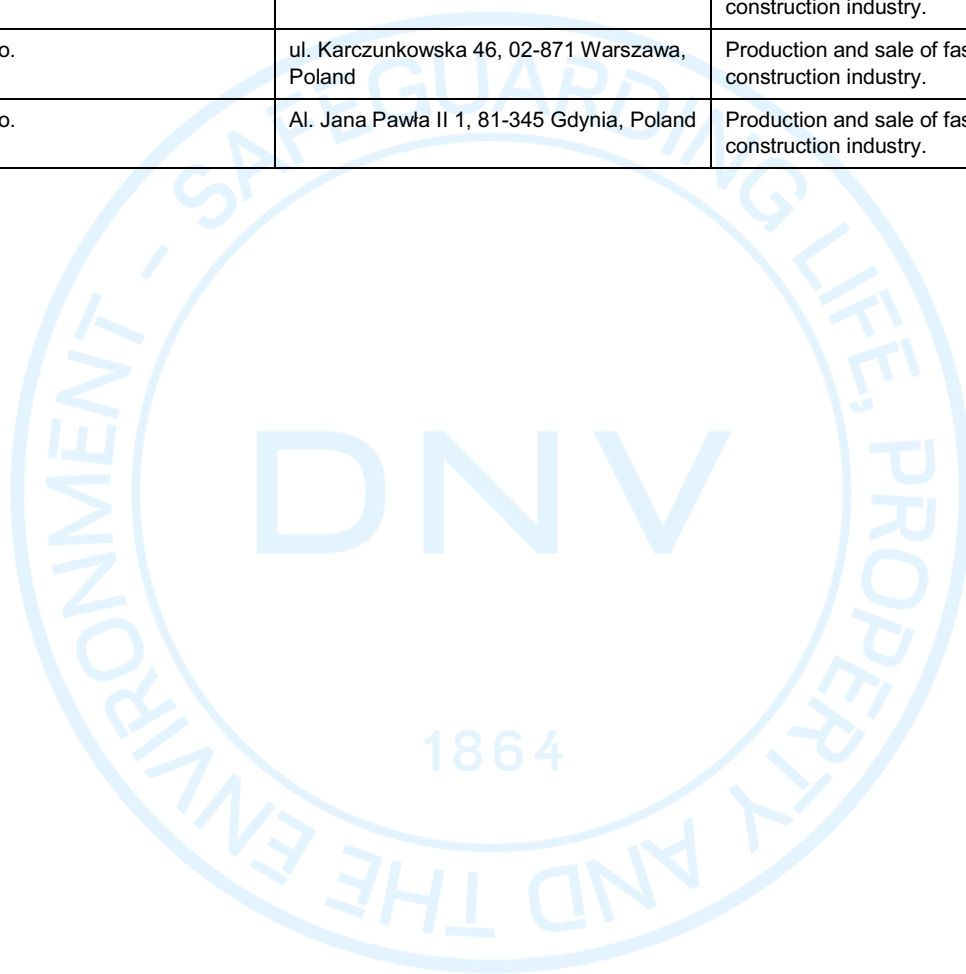 construction industry.
o.
ul. Karczunkowska 46, 02-871 Warszawa,
Poland
Production and sale of fas
construction industry.
o.
Al. Jana Pawła II 1, 81-345 Gdynia, Poland
Production and sale of fas
construction industry.
SAFEGUARDING LIFE, PROPERTY AND THE ENVIRONMENT -
DNV
1864